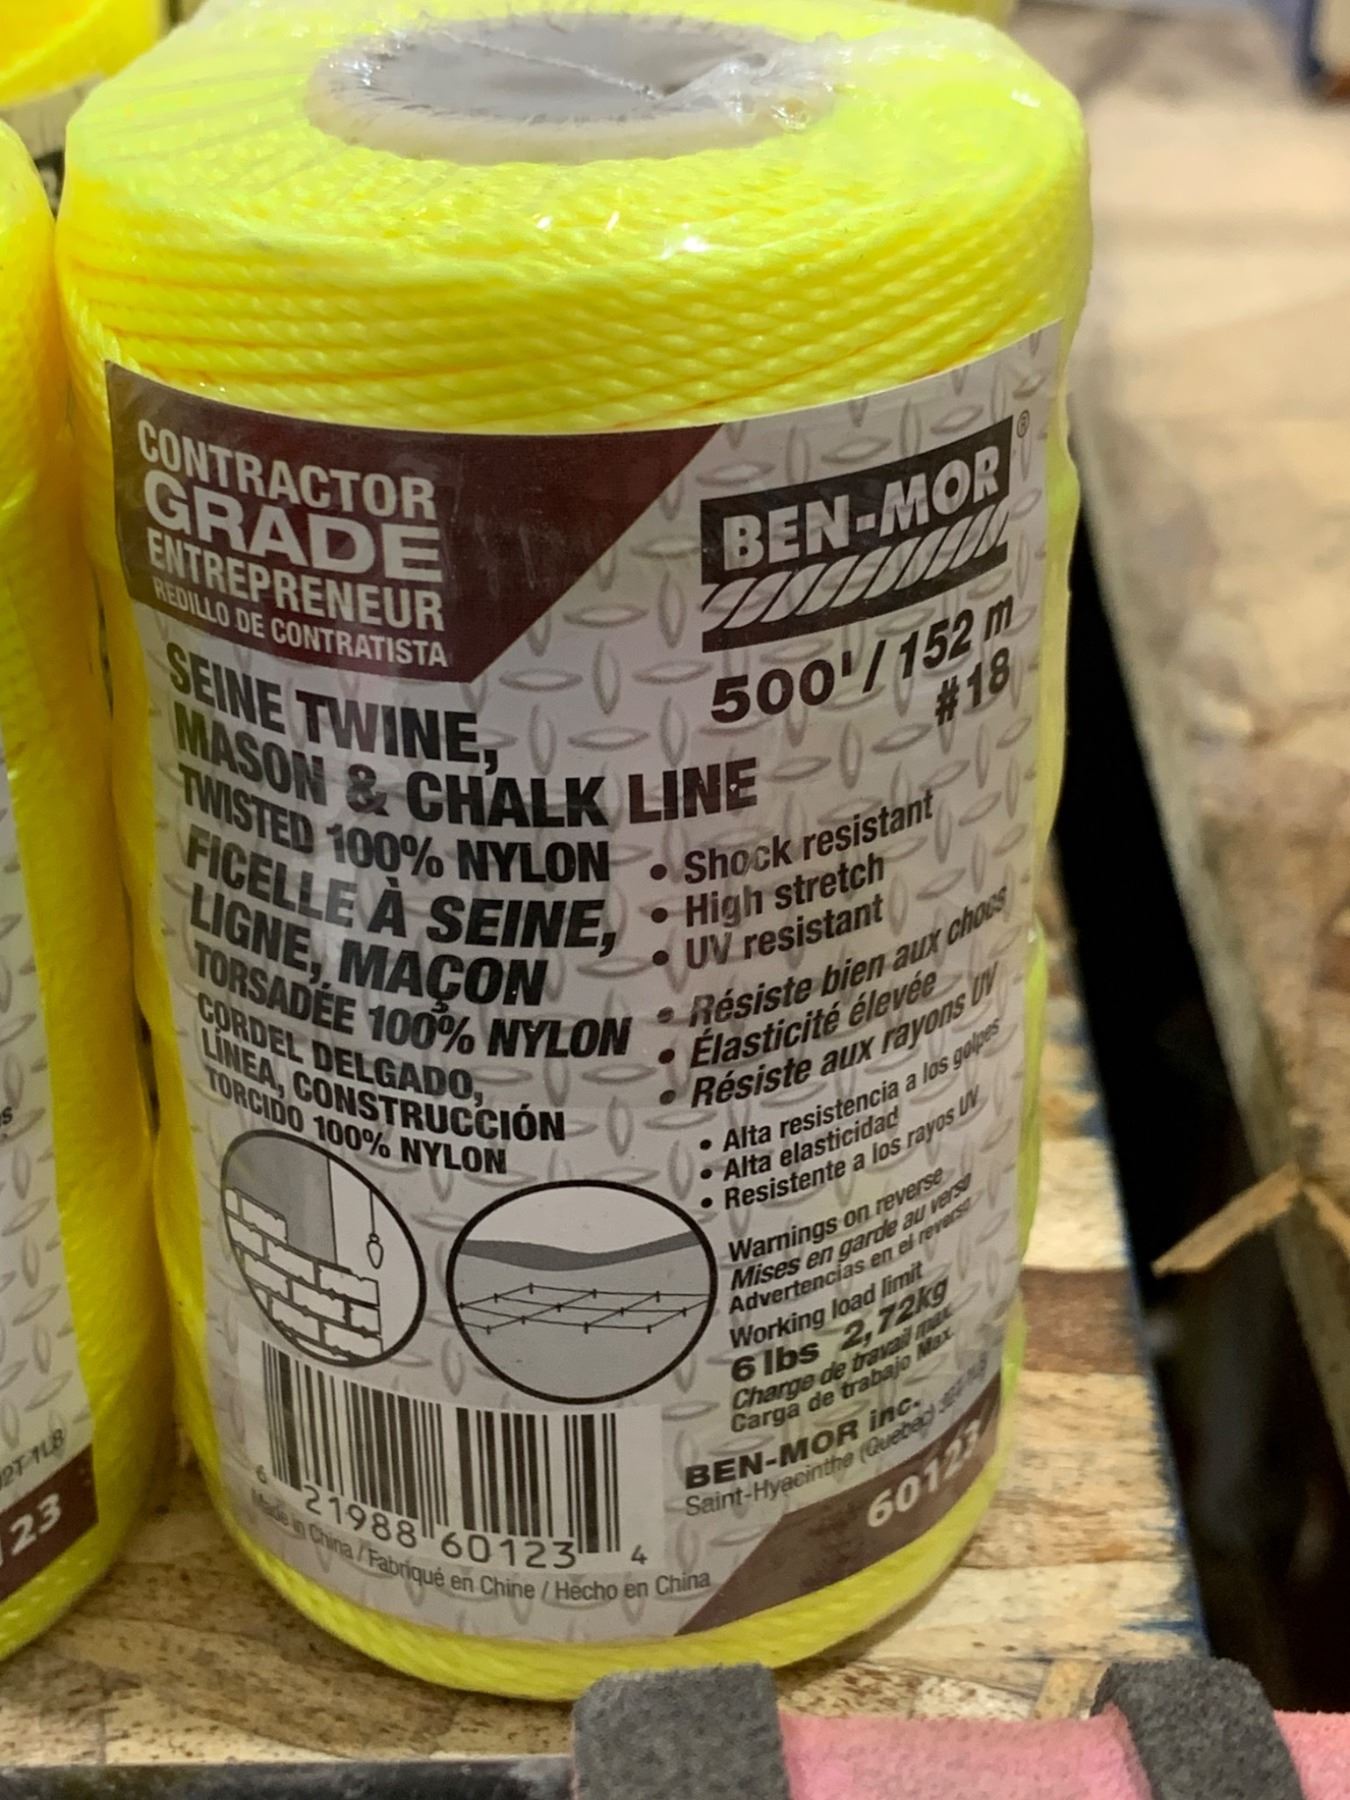 CONTRACTOR
GRADE
ENTREPRENEUR
REDILLO DE CONTRATISTA
BEN-MOR®
500'/152 m
#18
SEINE TWINE,
MASON & CHALK LINE
TWISTED 100% NYLON
FICELLE À SEINE,
LIGNE, MAÇON
TORSADÉE 100% NYLON
CORDEL DELGADO,
LÍNEA, CONSTRUCCIÓN
TORCIDO 100% NYLON
• Shock resistant
• High stretch
• UV resistant
• Résiste bien aux chocs
• Élasticité élevée
• Résiste aux rayons UV
• Alta resistencia a los golpes
• Alta elasticidad
• Resistente a los rayos UV
Warnings on reverse
Mises en garde au verso
Advertencias en el reverso
Working load limit
6 lbs 2,72kg
Charge de travail max.
Carga de trabajo Max.
BEN-MOR inc.
Saint-Hyacinthe (Quebec)
60123
6 21988 60123 4
Made in China / Fabriqué en Chine / Hecho en China
23